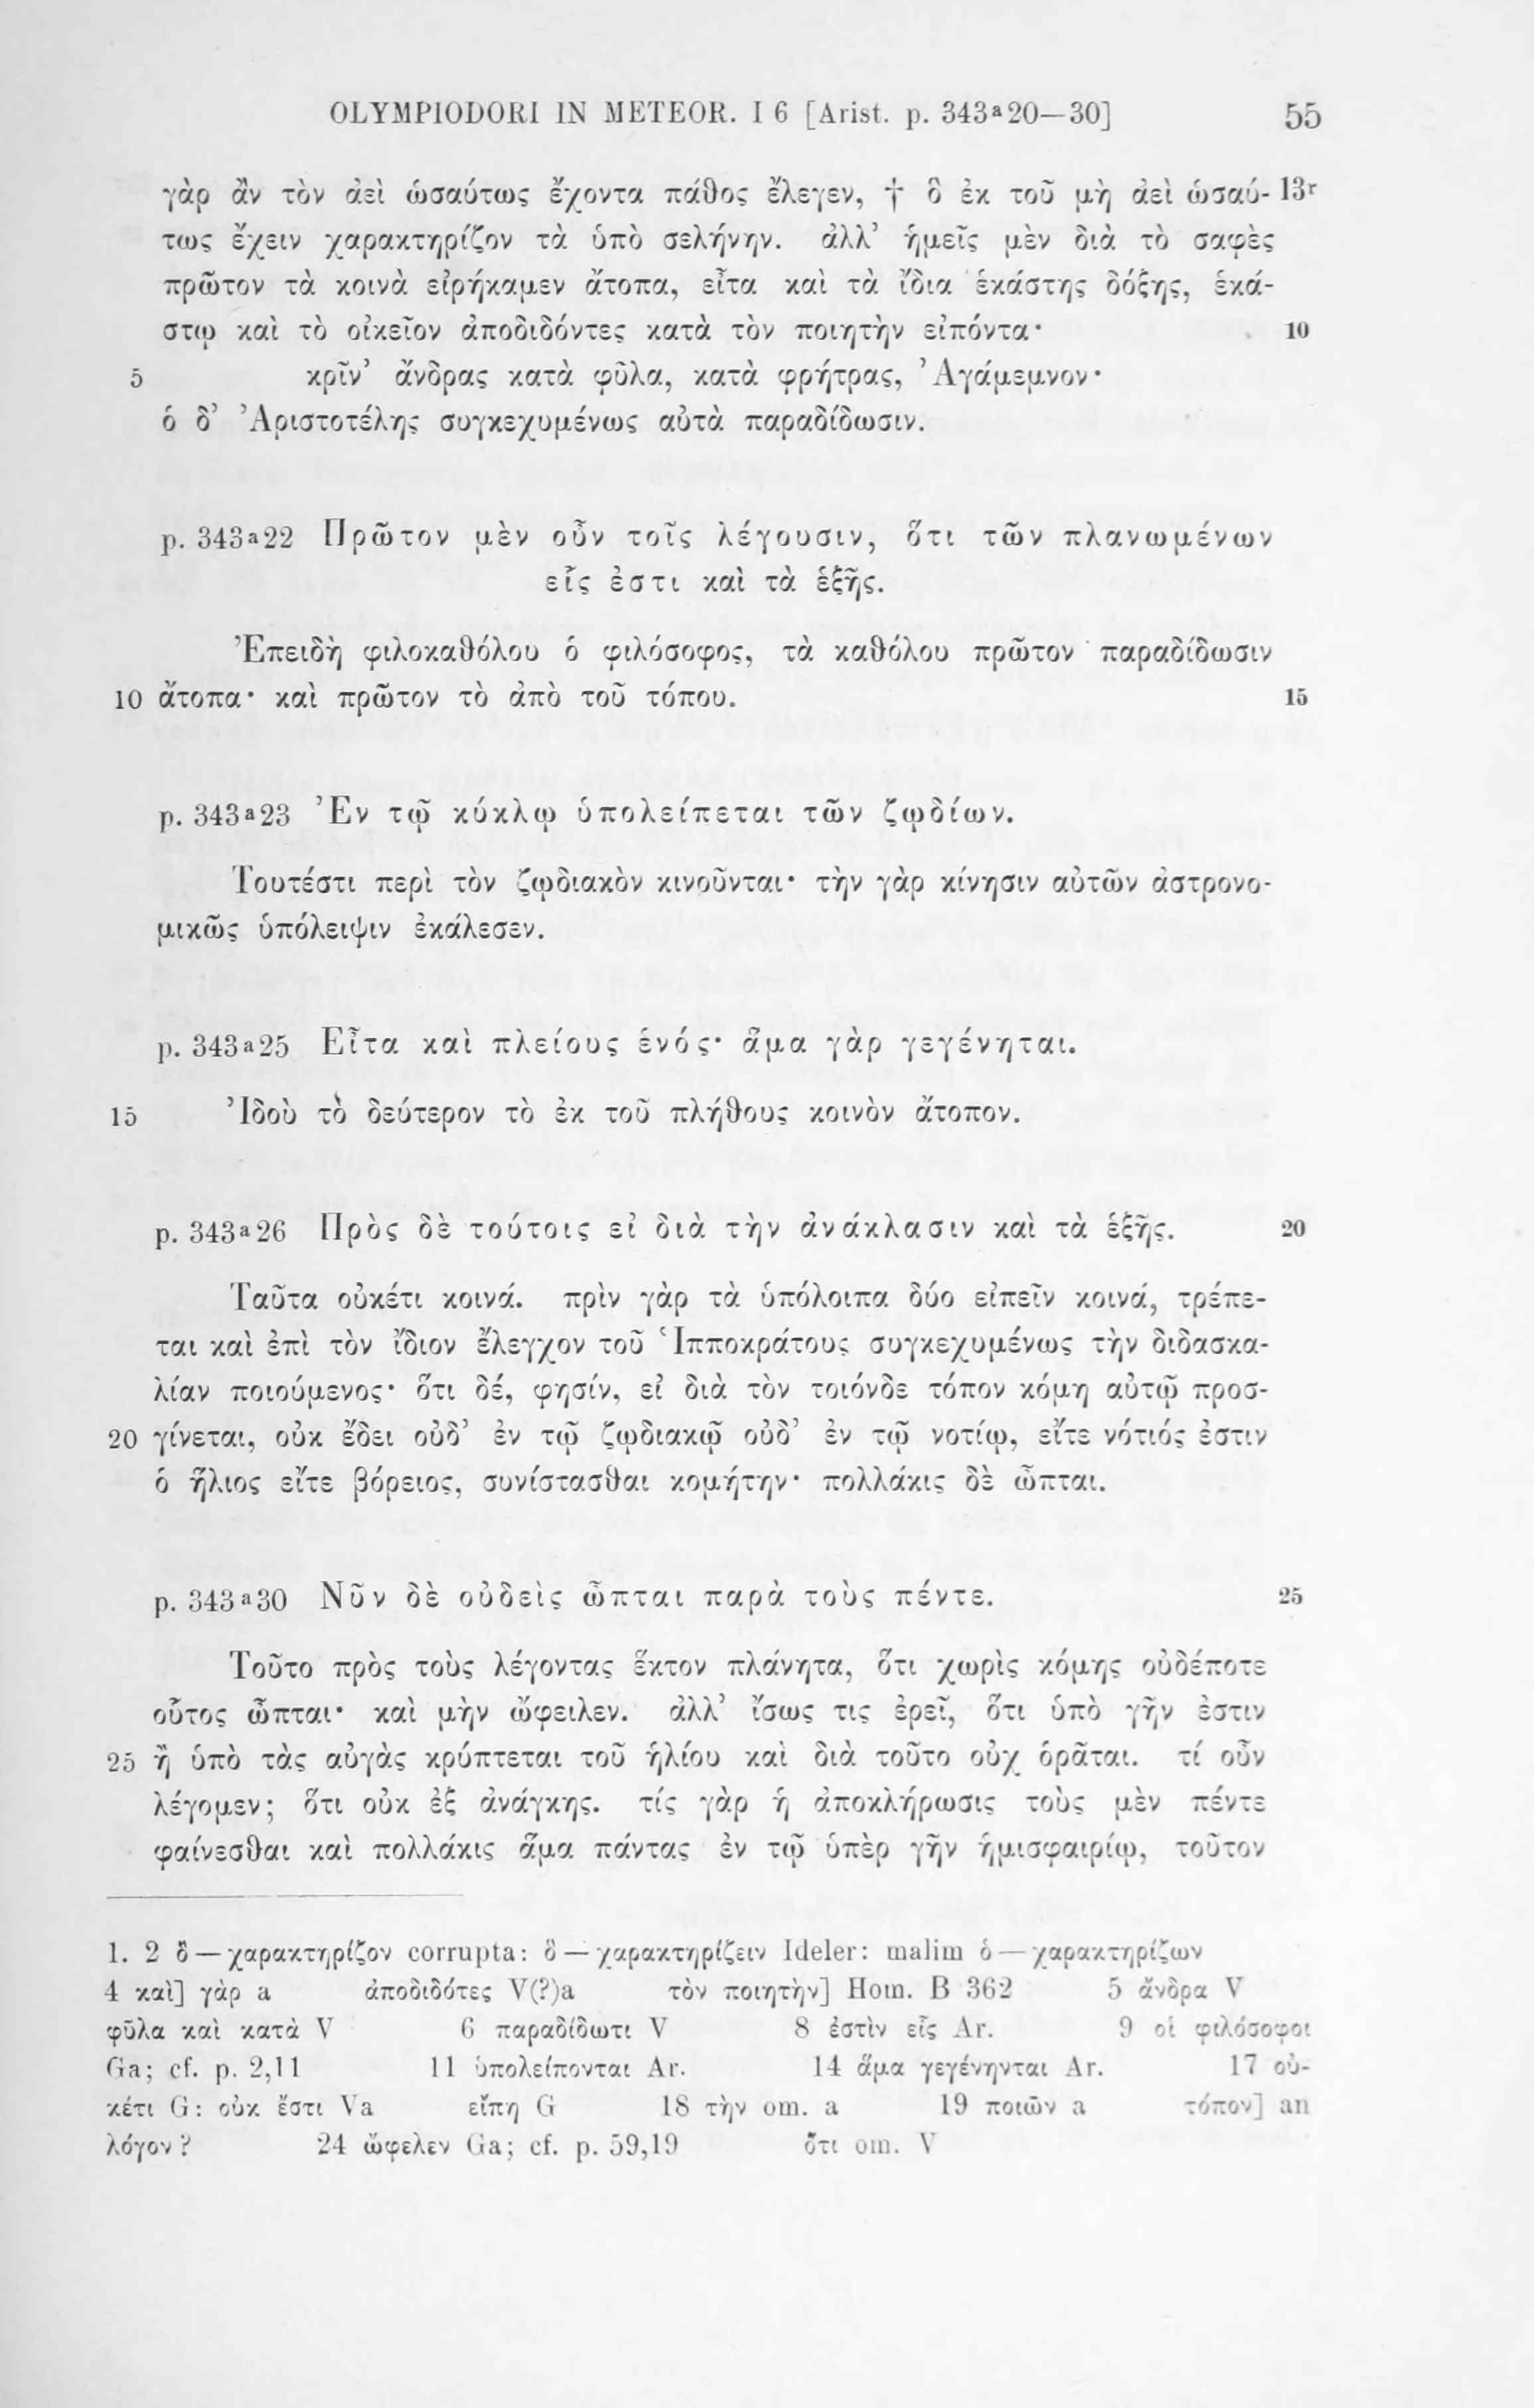 OLYMPIODORI IN METEOR. I 6 [Arist. p. 343ᵃ20—30] 55
γὰρ ἂν τὸν ἀεὶ ὡσαύτως ἔχοντα πάθος ἔλεγεν, † ὃ ἐκ τοῦ μὴ ἀεὶ ὡσαύ- 13ʳ
τως ἔχειν χαρακτηρίζον τὰ ὑπὸ σελήνην. ἀλλ’ ἡμεῖς μὲν διὰ τὸ σαφὲς
πρῶτον τὰ κοινὰ εἰρήκαμεν ἄτοπα, εἶτα καὶ τὰ ἴδια ἑκάστης δόξης, ἑκά-
στῳ καὶ τὸ οἰκεῖον ἀποδιδόντες κατὰ τὸν ποιητὴν εἰπόντα· 10
5 κρῖν’ ἄνδρας κατὰ φῦλα, κατὰ φρήτρας, Ἀγάμεμνον·
ὁ δ’ Ἀριστοτέλης συγκεχυμένως αὐτὰ παραδίδωσιν.
p. 343ᵃ22 Πρῶτον μὲν οὖν τοῖς λέγουσιν, ὅτι τῶν πλανωμένων
εἷς ἐστι καὶ τὰ ἑξῆς.
Ἐπειδὴ φιλοκαθόλου ὁ φιλόσοφος, τὰ καθόλου πρῶτον παραδίδωσιν
10 ἄτοπα· καὶ πρῶτον τὸ ἀπὸ τοῦ τόπου. 15
p. 343ᵃ23 Ἐν τῷ κύκλῳ ὑπολείπεται τῶν ζῳδίων.
Τουτέστι περὶ τὸν ζῳδιακὸν κινοῦνται· τὴν γὰρ κίνησιν αὐτῶν ἀστρονο-
μικῶς ὑπόλειψιν ἐκάλεσεν.
p. 343ᵃ25 Εἶτα καὶ πλείους ἑνός· ἅμα γὰρ γεγένηται.
15 Ἰδοὺ τὸ δεύτερον τὸ ἐκ τοῦ πλήθους κοινὸν ἄτοπον.
p. 343ᵃ26 Πρὸς δὲ τούτοις εἰ διὰ τὴν ἀνάκλασιν καὶ τὰ ἑξῆς. 20
Ταῦτα οὐκέτι κοινά. πρὶν γὰρ τὰ ὑπόλοιπα δύο εἰπεῖν κοινά, τρέπε-
ται καὶ ἐπὶ τὸν ἴδιον ἔλεγχον τοῦ Ἱπποκράτους συγκεχυμένως τὴν διδασκα-
λίαν ποιούμενος· ὅτι δέ, φησίν, εἰ διὰ τὸν τοιόνδε τόπον κόμη αὐτῷ προσ-
20 γίνεται, οὐκ ἔδει οὐδ’ ἐν τῷ ζῳδιακῷ οὐδ’ ἐν τῷ νοτίῳ, εἴτε νότιός ἐστιν
ὁ ἥλιος εἴτε βόρειος, συνίστασθαι κομήτην· πολλάκις δὲ ὦπται.
p. 343ᵃ30 Νῦν δὲ οὐδεὶς ὦπται παρὰ τοὺς πέντε. 25
Τοῦτο πρὸς τοὺς λέγοντας ἕκτον πλάνητα, ὅτι χωρὶς κόμης οὐδέποτε
οὗτος ὦπται· καὶ μὴν ὤφειλεν. ἀλλ’ ἴσως τις ἐρεῖ, ὅτι ὑπὸ γῆν ἐστιν
25 ἢ ὑπὸ τὰς αὐγὰς κρύπτεται τοῦ ἡλίου καὶ διὰ τοῦτο οὐχ ὁρᾶται. τί οὖν
λέγομεν; ὅτι οὐκ ἐξ ἀνάγκης. τίς γὰρ ἡ ἀποκλήρωσις τοὺς μὲν πέντε
φαίνεσθαι καὶ πολλάκις ἅμα πάντας ἐν τῷ ὑπὲρ γῆν ἡμισφαιρίῳ, τοῦτον
1. 2 ὃ — χαρακτηρίζον corrupta: ὃ — χαρακτηρίζειν Ideler: malim ὁ — χαρακτηρίζων
4 καὶ] γὰρ a ἀποδιδότες V(?)a τὸν ποιητὴν] Hom. B 362 5 ἄνδρα V
φῦλα καὶ κατὰ V 6 παραδίδωτι V 8 ἐστὶν εἷς Ar. 9 οἱ φιλόσοφοι
Ga; cf. p. 2,11 11 ὑπολείπονται Ar. 14 ἅμα γεγένηνται Ar. 17 οὐ-
κέτι G: οὐκ ἔστι Va εἴπῃ G 18 τὴν om. a 19 ποιῶν a τόπον] an
λόγον? 24 ὤφελεν Ga; cf. p. 59,19 ὅτι om. V